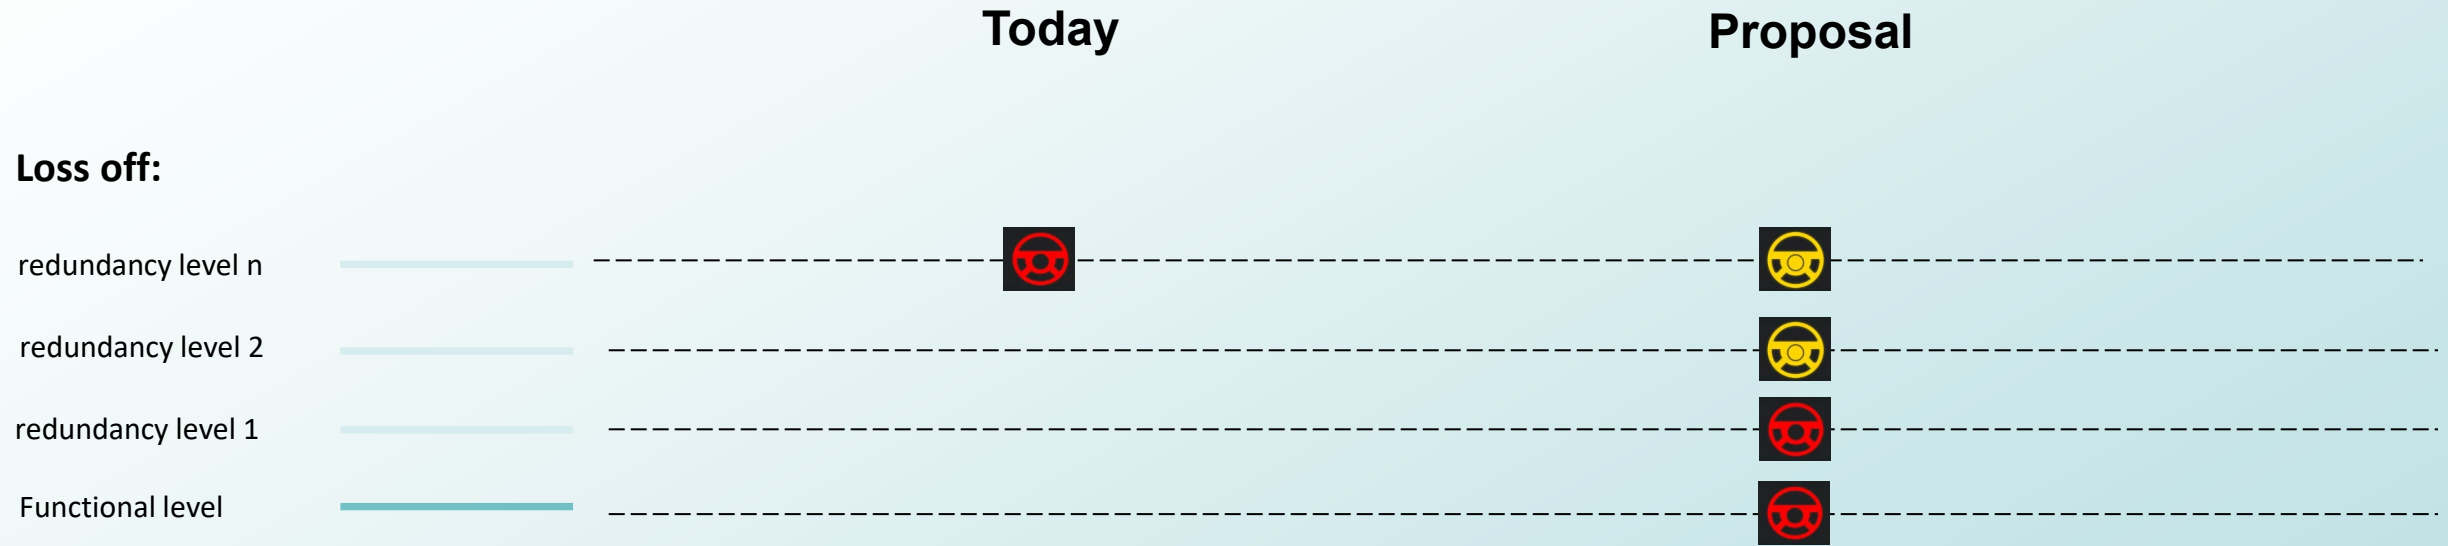 Today
Proposal
Loss off:
redundancy level n
redundancy level 2
redundancy level 1
Functional level